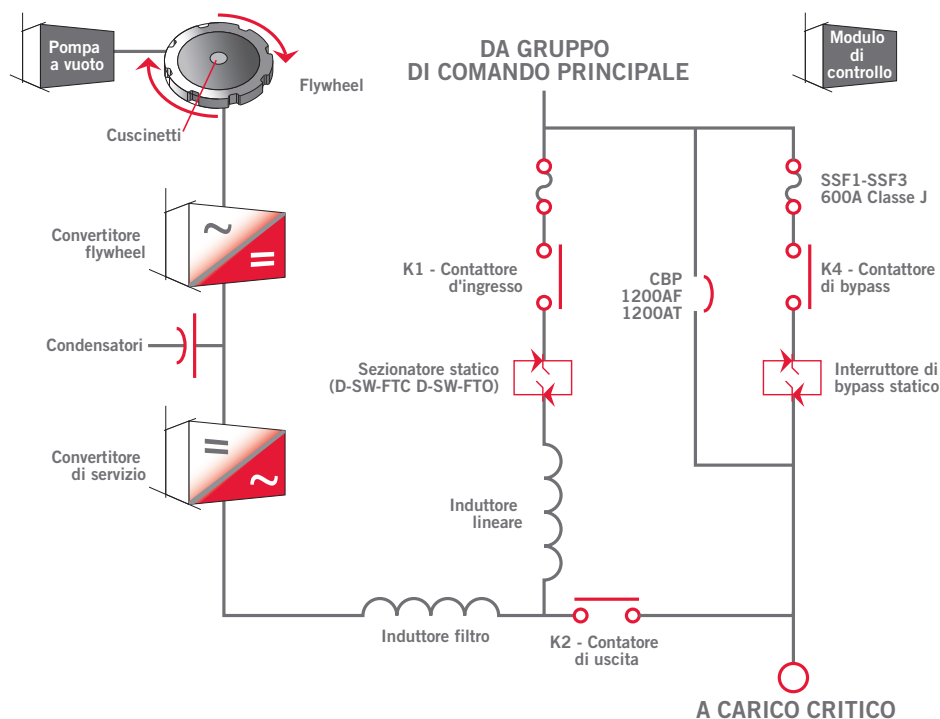 Pompa
a vuoto
Flywheel
Cuscinetti
DA GRUPPO
DI COMANDO PRINCIPALE
Modulo
di
controllo
SSF1-SSF3
600A Classe J
Convertitore
flywheel
K1 - Contattore
d'ingresso
CBP
1200AF
1200AT
K4 - Contattore
di bypass
Condensatori
Sezionatore statico
(D-SW-FTC D-SW-FTO)
Interruttore di
bypass statico
Convertitore
di servizio
Induttore
lineare
Induttore filtro
K2 - Contatore
di uscita
A CARICO CRITICO